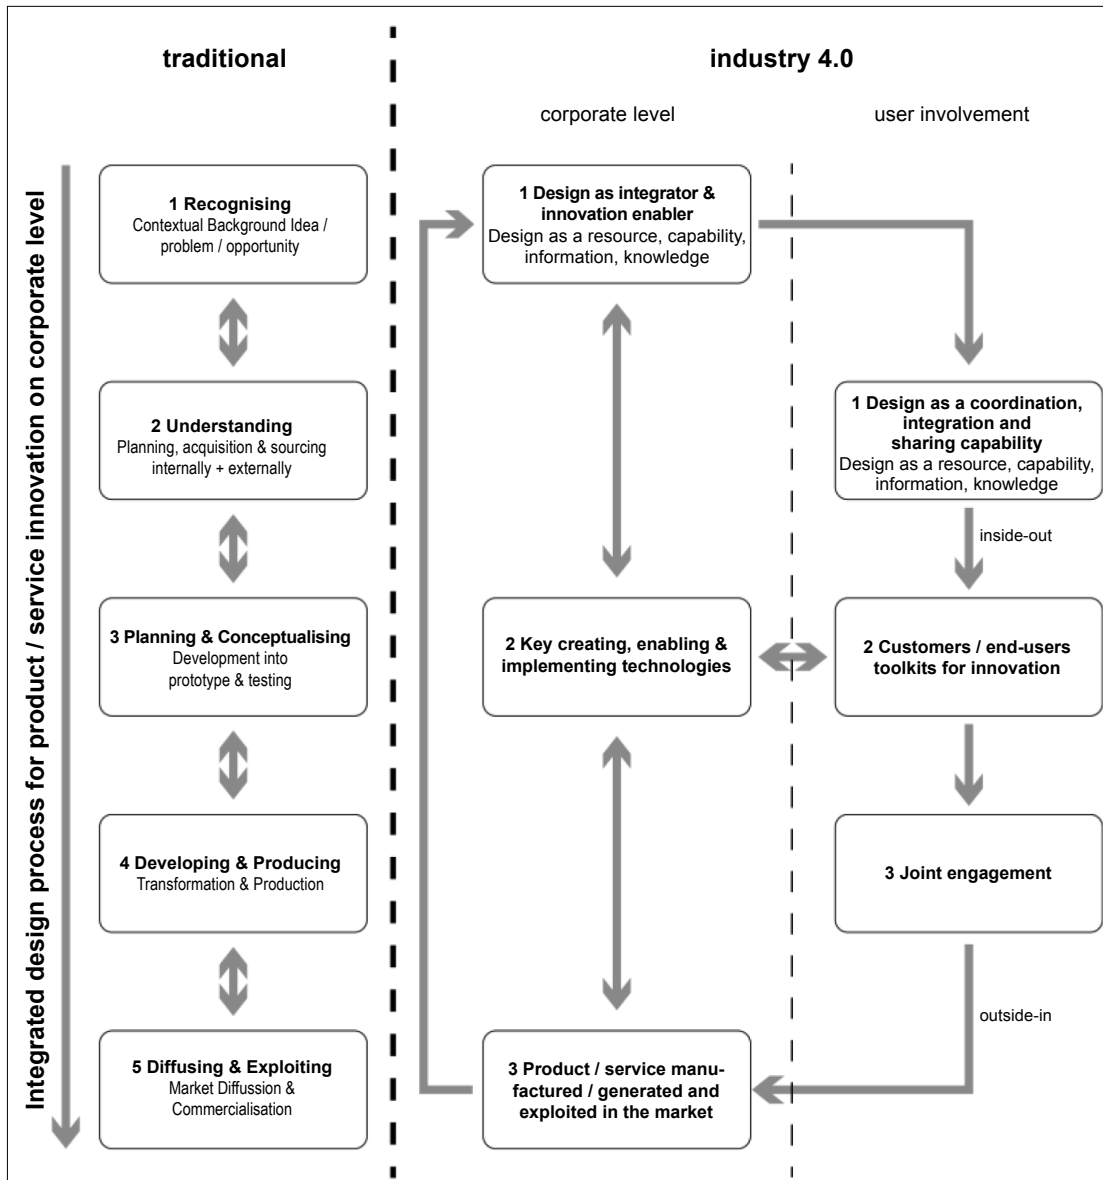 traditional
industry 4.0
corporate level
user involvement
Integrated design process for product / service innovation on corporate level
1 Recognising
Contextual Background Idea /
problem / opportunity
2 Understanding
Planning, acquisition & sourcing
internally + externally
3 Planning & Conceptualising
Development into
prototype & testing
4 Developing & Producing
Transformation & Production
5 Diffusing & Exploiting
Market Diffussion &
Commercialisation
1 Design as integrator &
innovation enabler
Design as a resource, capability,
information, knowledge
2 Key creating, enabling &
implementing technologies
3 Product / service manu-
factured / generated and
exploited in the market
1 Design as a coordination,
integration and
sharing capability
Design as a resource, capability,
information, knowledge
inside-out
2 Customers / end-users
toolkits for innovation
3 Joint engagement
outside-in